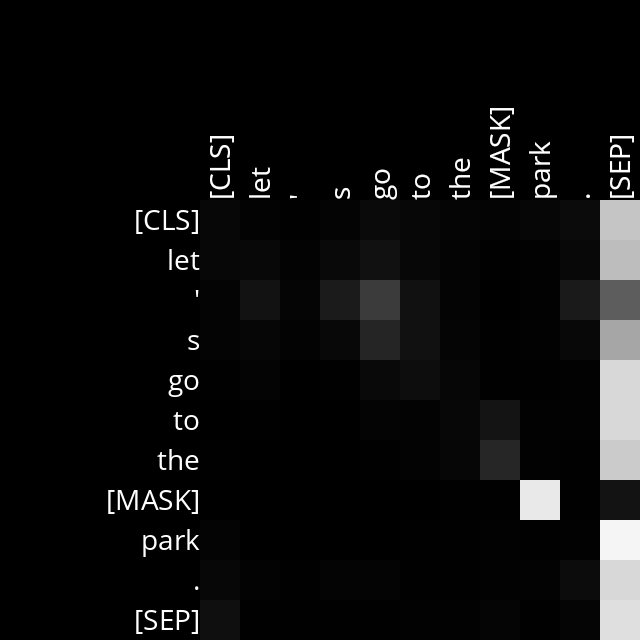 [CLS] let ' s go to the [MASK] park . [SEP]
[CLS]
let
'
s
go
to
the
[MASK]
park
.
[SEP]